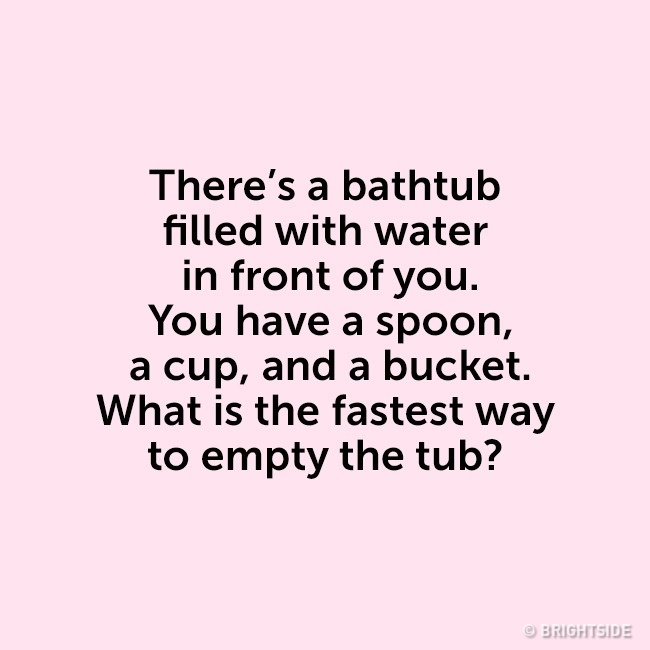 There’s a bathtub
filled with water
in front of you.
You have a spoon,
a cup, and a bucket.
What is the fastest way
to empty the tub?
© BRIGHTSIDE